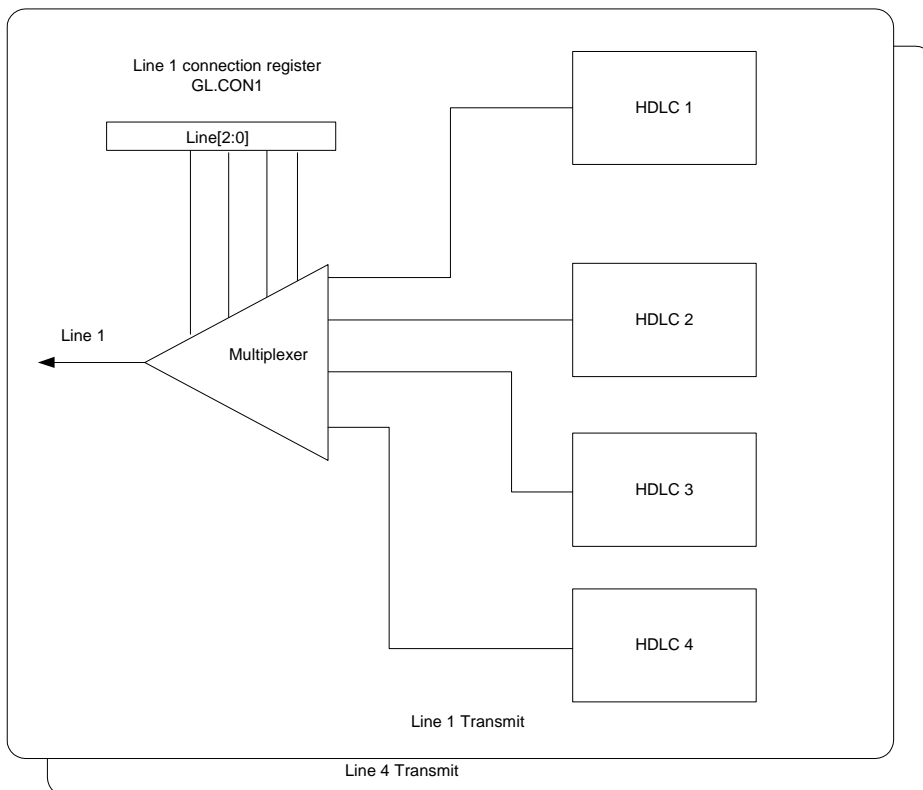 Line 1 connection register
GL.CON1
Line[2:0]
HDLC 1
HDLC 2
Line 1
Multiplexer
HDLC 3
HDLC 4
Line 1 Transmit
Line 4 Transmit